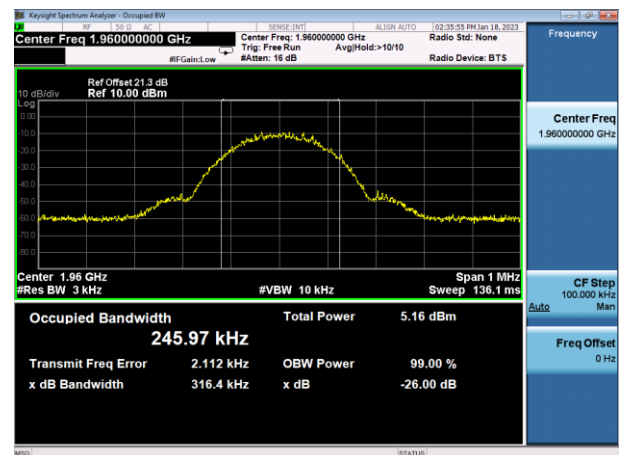 Keysight Spectrum Analyzer - Occupied BW
RF 50 Ω AC SENSE:INT ALIGN AUTO 02:35:55 PM Jan 18, 2023
Center Freq 1.960000000 GHz Center Freq: 1.960000000 GHz Radio Std: None Frequency
Trig: Free Run Avg|Hold:>10/10
#IFGain:Low #Atten: 16 dB Radio Device: BTS
Ref Offset 21.3 dB
10 dB/div Ref 10.00 dBm
Log
0.00
-10.0
-20.0
-30.0
-40.0
-50.0
-60.0
-70.0
-80.0
Center Freq
1.960000000 GHz
Center 1.96 GHz Span 1 MHz
#Res BW 3 kHz #VBW 10 kHz Sweep 136.1 ms
CF Step
100.000 kHz
Auto Man
Occupied Bandwidth Total Power 5.16 dBm
245.97 kHz
Transmit Freq Error 2.112 kHz OBW Power 99.00 %
x dB Bandwidth 316.4 kHz x dB -26.00 dB
Freq Offset
0 Hz
MSG STATUS